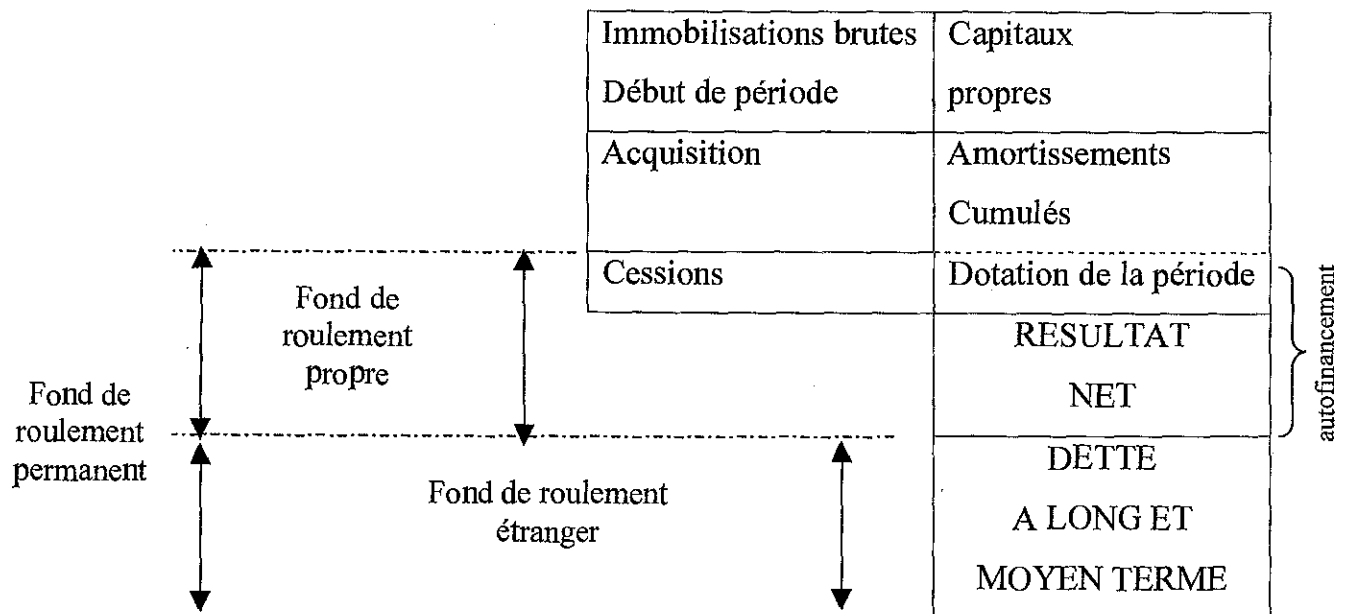 Immobilisations brutes
Début de période
Capitaux
propres
Acquisition
Amortissements
Cumulés
Cessions
Dotation de la période
RESULTAT
NET
DETTE
A LONG ET
MOYEN TERME
autofinancement
Fond de
roulement
propre
Fond de
roulement
permanent
Fond de roulement
étranger